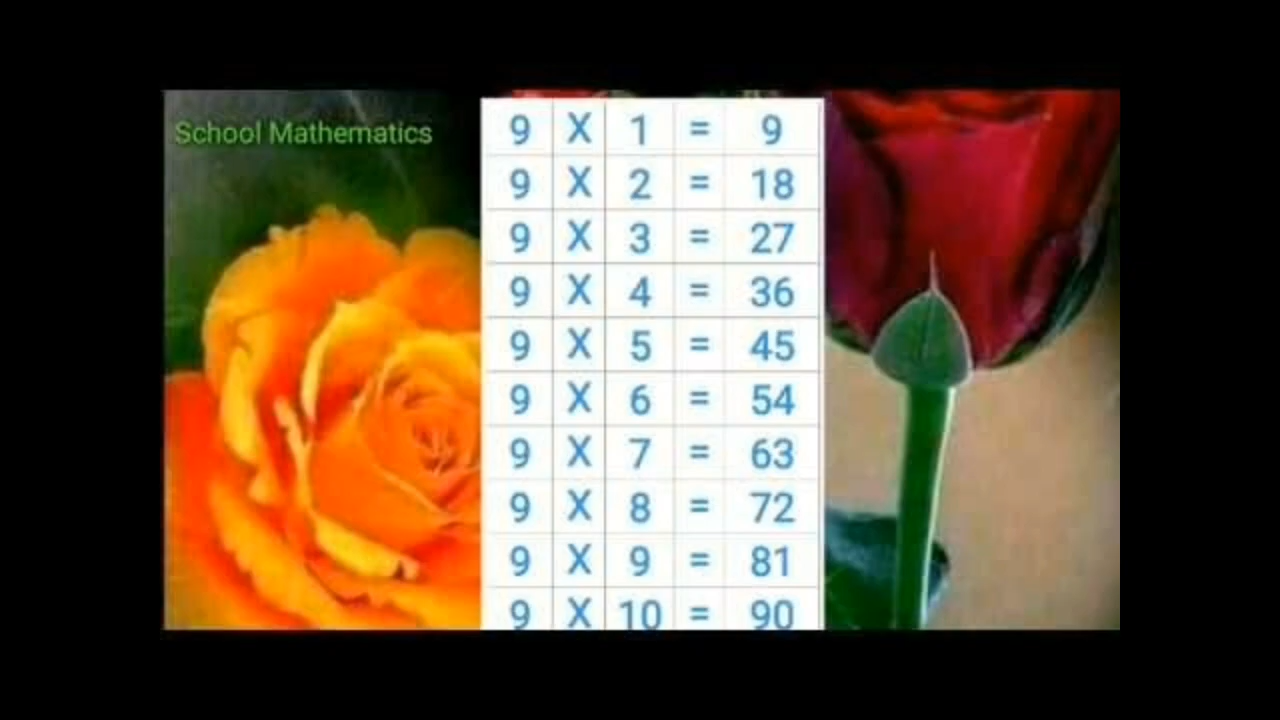 School Mathematics
9 X 1 = 9
9 X 2 = 18
9 X 3 = 27
9 X 4 = 36
9 X 5 = 45
9 X 6 = 54
9 X 7 = 63
9 X 8 = 72
9 X 9 = 81
9 X 10 = 90